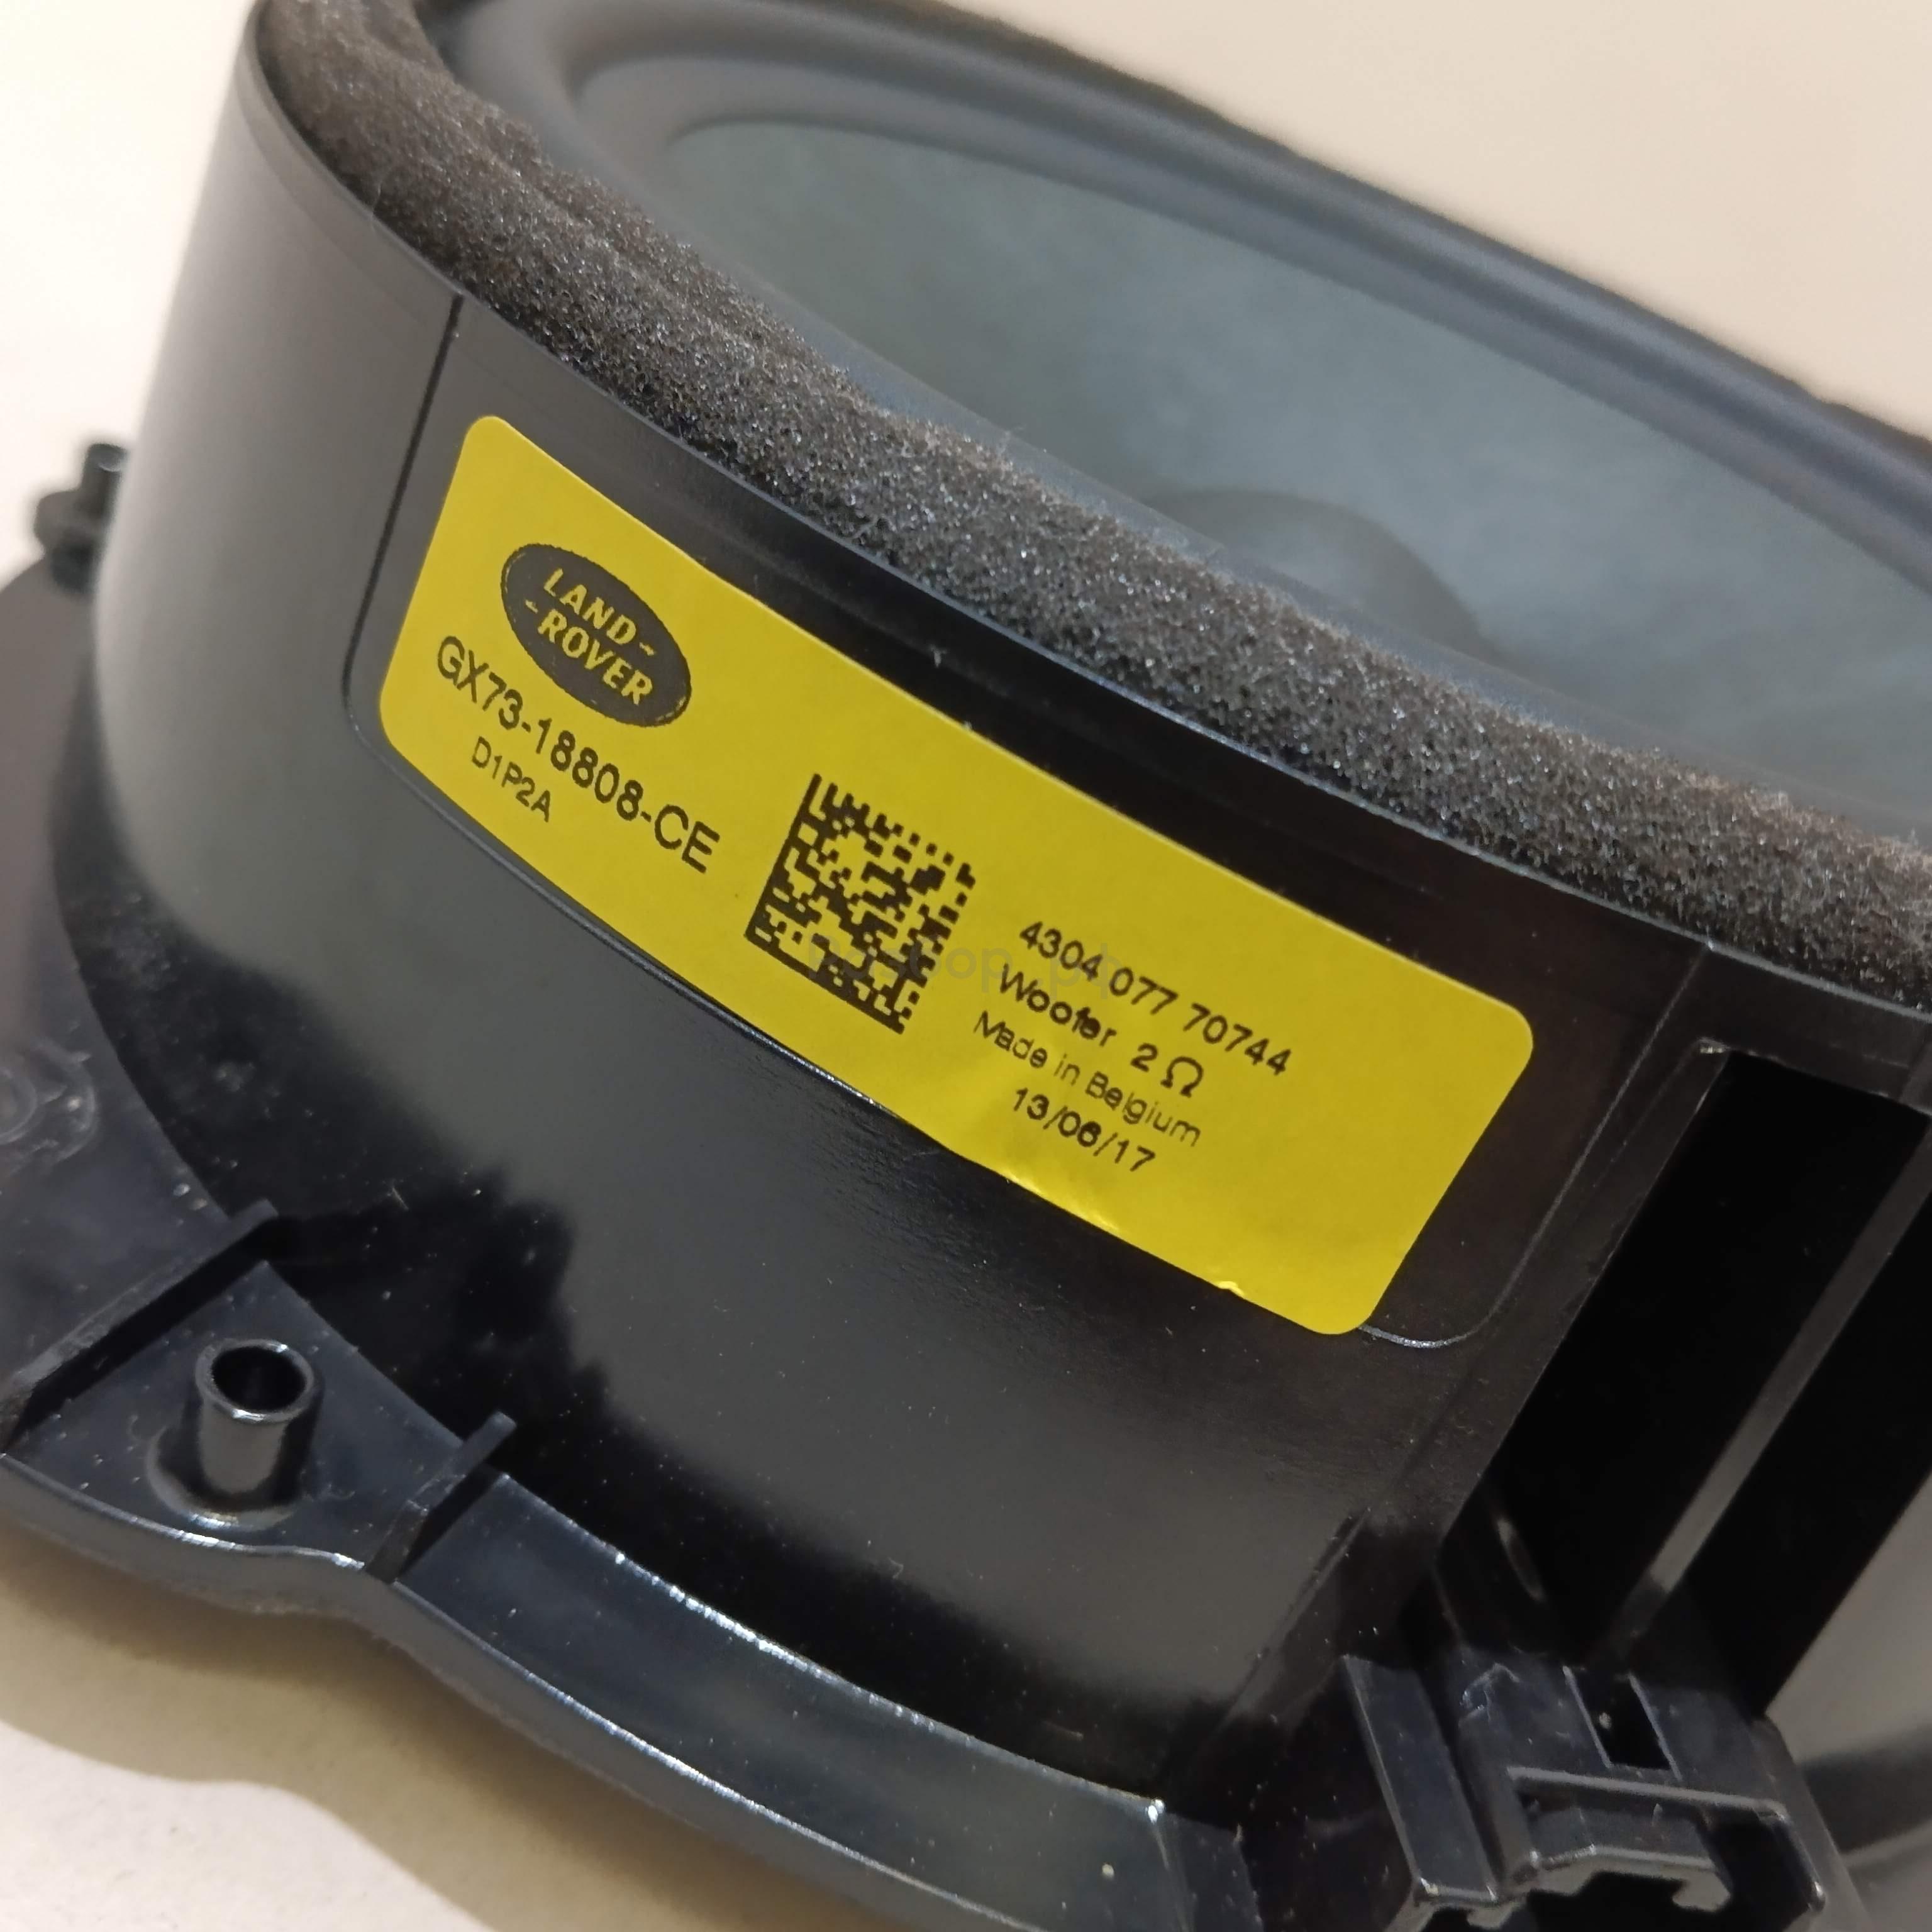 LAND-
-ROVER
GX73-18808-CE
D1P2A
4304 077 70744
Woofer 2 Ω
Made in Belgium
13/06/17